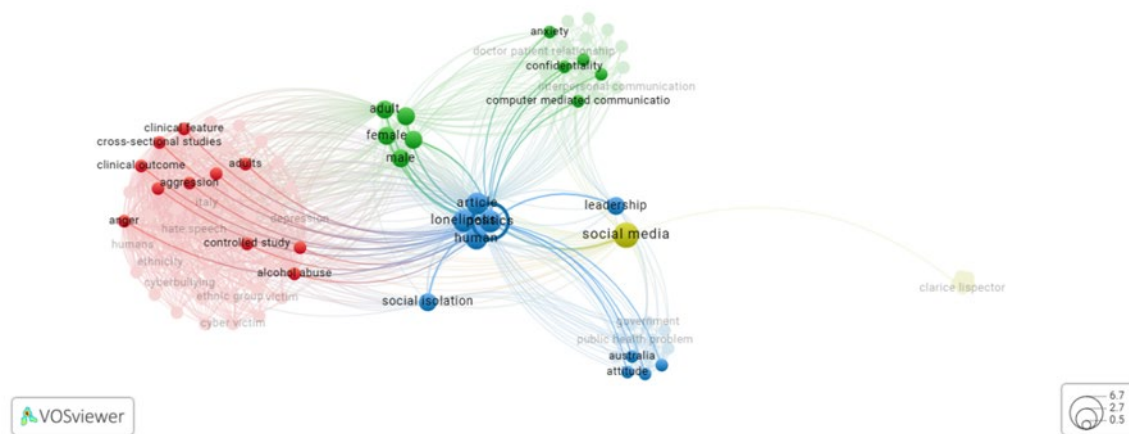 anxiety
doctor patient relationship
confidentiality
interpersonal communication
computer mediated communicatio
adult
female
male
clinical feature
cross-sectional studies
clinical outcome
adults
aggression
italy
depression
anger
hate speech
humans
controlled study
ethnicity
alcohol abuse
cyberbullying
ethnic group
victim
cyber victim
article
loneliness
politics
human
leadership
social media
social isolation
clarice lispector
government
public health problem
australia
attitude
VOSviewer
6.7
2.7
0.5